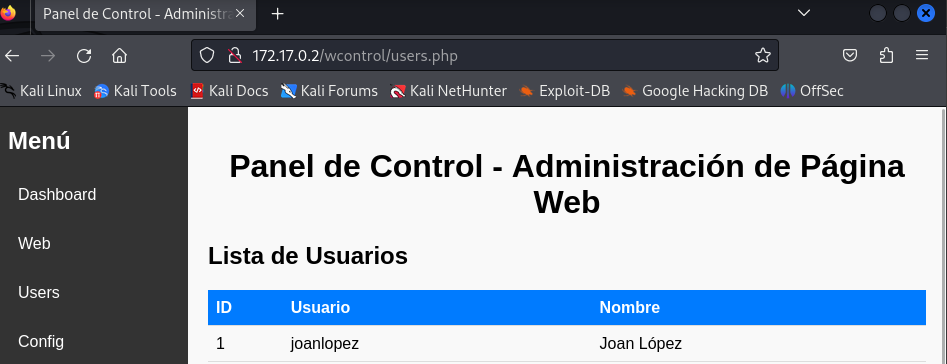 Panel de Control - Administra
172.17.0.2/wcontrol/users.php
Kali Linux Kali Tools Kali Docs Kali Forums Kali NetHunter Exploit-DB Google Hacking DB OffSec
Menú
Dashboard
Web
Users
Config
Panel de Control - Administración de Página
Web
Lista de Usuarios
ID Usuario Nombre
1 joanlopez Joan López